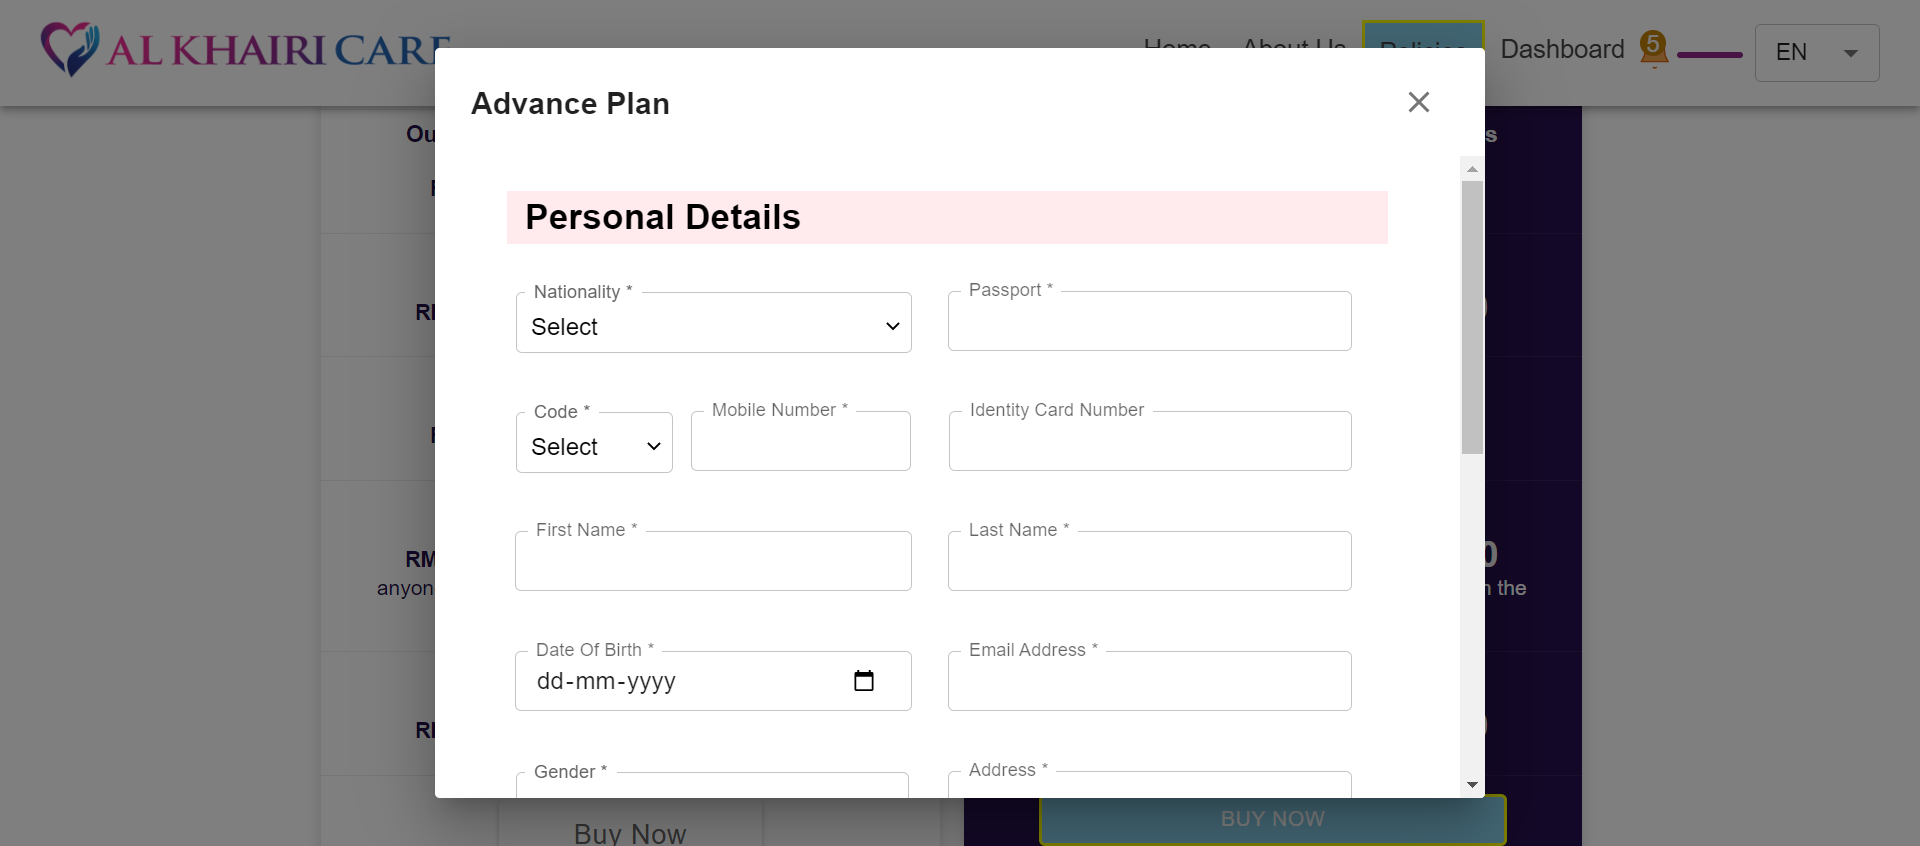 AL KHAIRI CARE
Home About Us Policies Dashboard 5 EN
Advance Plan
Personal Details
Nationality *
Select
Passport *
Code *
Select
Mobile Number *
Identity Card Number
First Name *
Last Name *
Date Of Birth *
dd-mm-yyyy
Email Address *
Gender *
Address *
Ou
s
RM
anyon
0
n the
Buy Now
BUY NOW